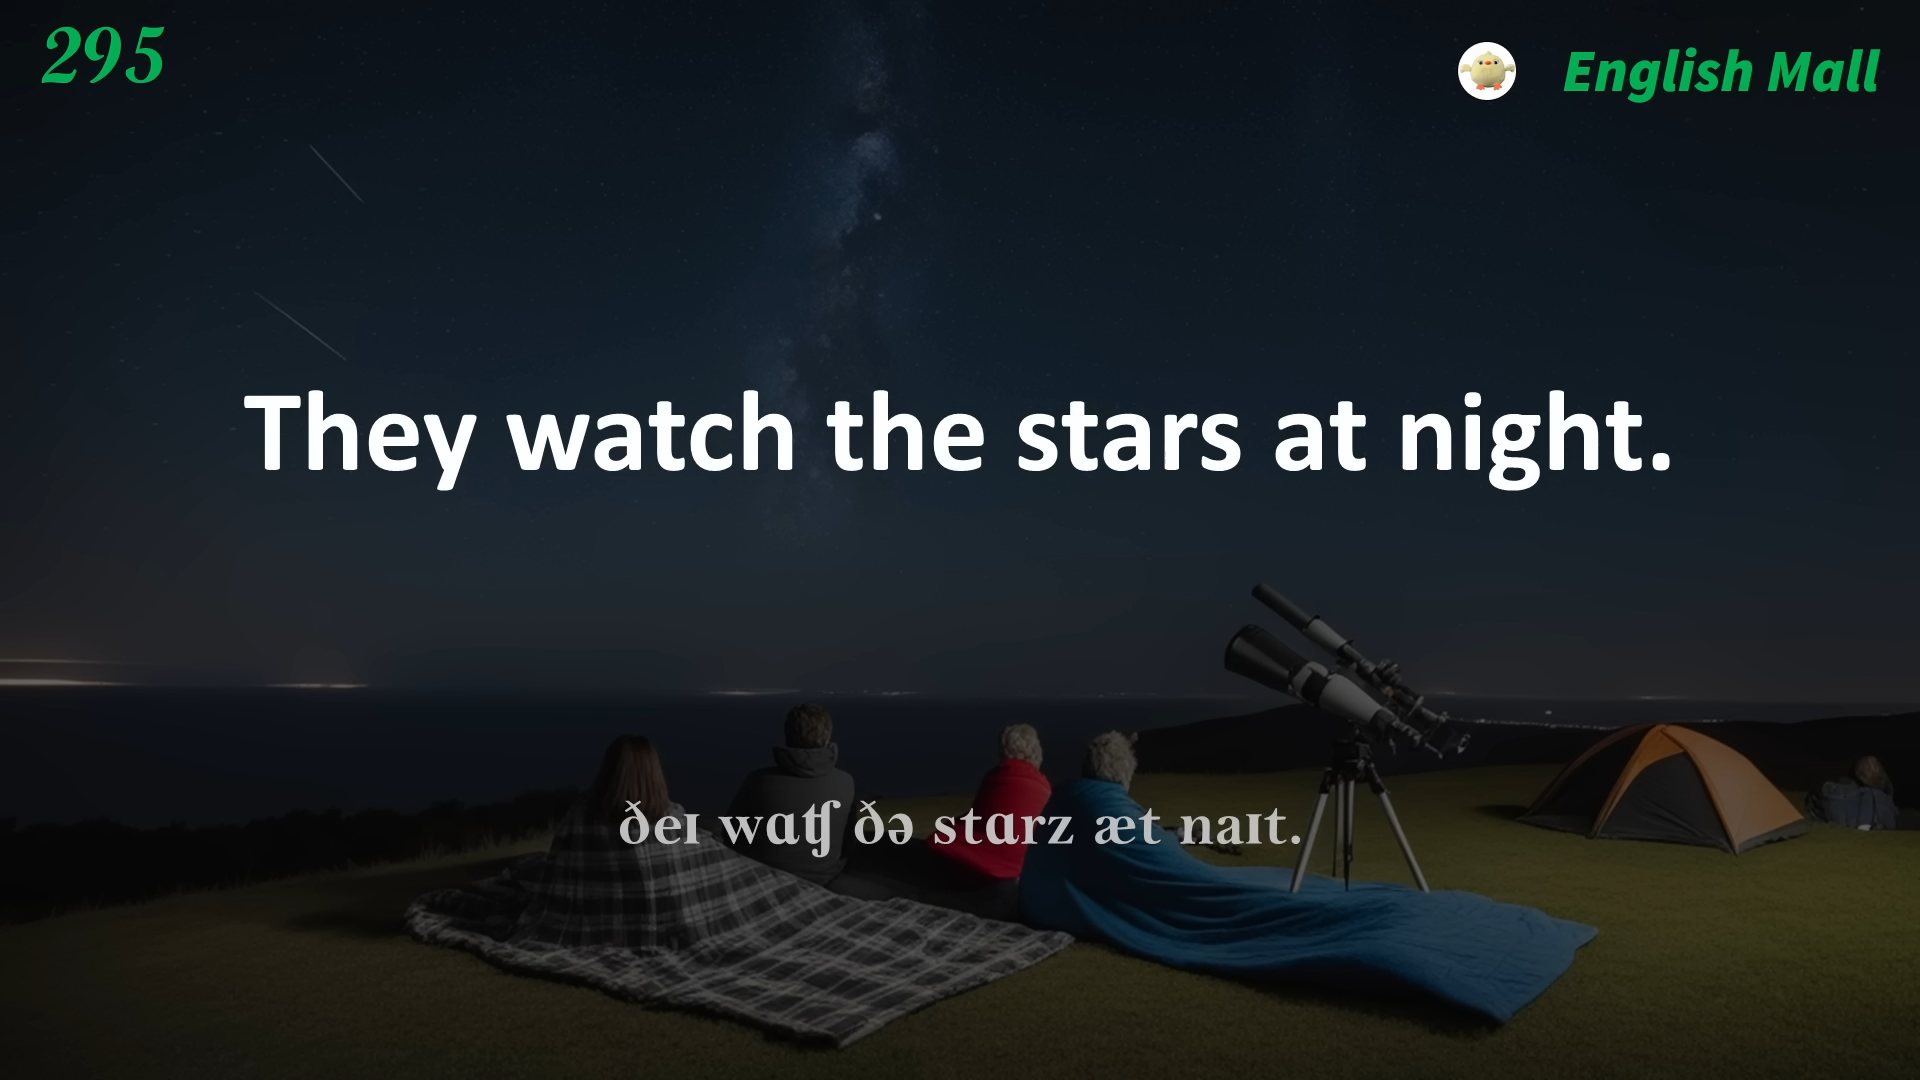 295
English Mall
They watch the stars at night.
ðeɪ wɑʧ ðə stɑrz æt naɪt.